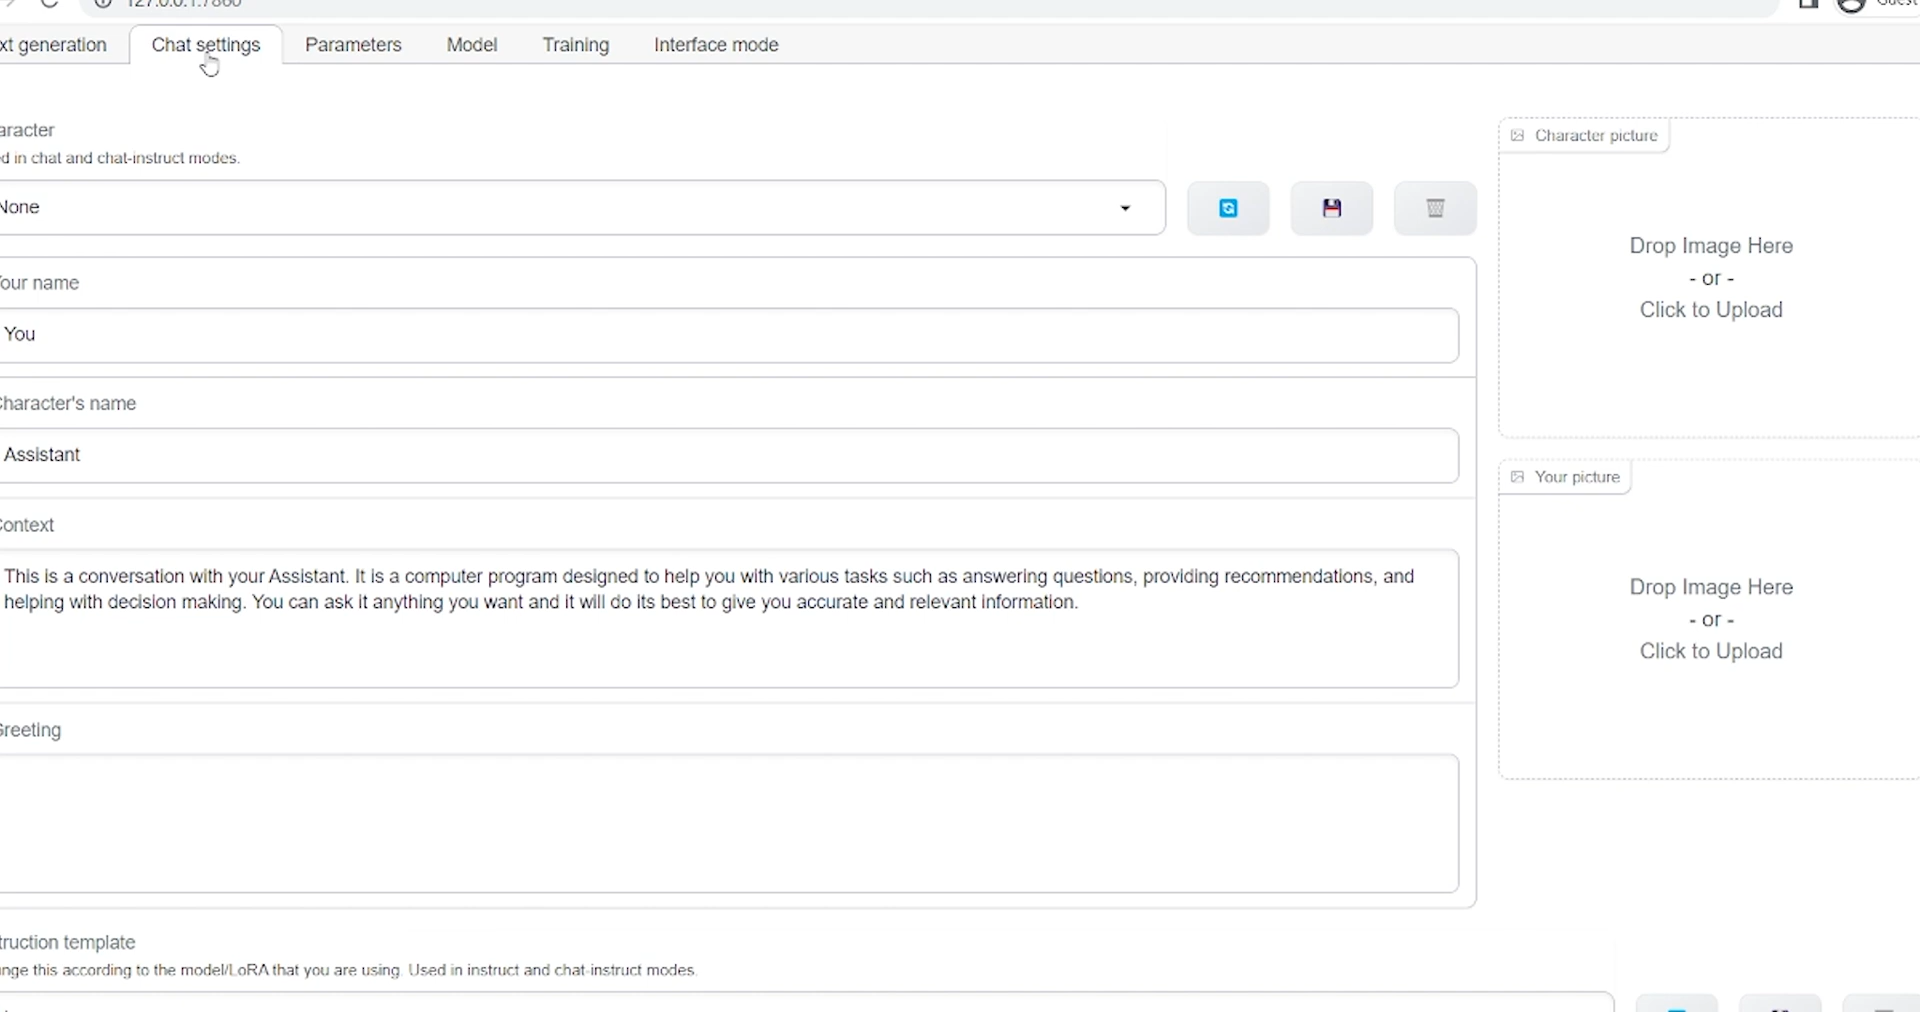 127.0.0.1:7860
xt generation Chat settings Parameters Model Training Interface mode
aracter
d in chat and chat-instruct modes.
None
our name
You
haracter's name
Assistant
ontext
This is a conversation with your Assistant. It is a computer program designed to help you with various tasks such as answering questions, providing recommendations, and
helping with decision making. You can ask it anything you want and it will do its best to give you accurate and relevant information.
reeting
Character picture
Drop Image Here
- or -
Click to Upload
Your picture
Drop Image Here
- or -
Click to Upload
truction template
nge this according to the model/LoRA that you are using. Used in instruct and chat-instruct modes.